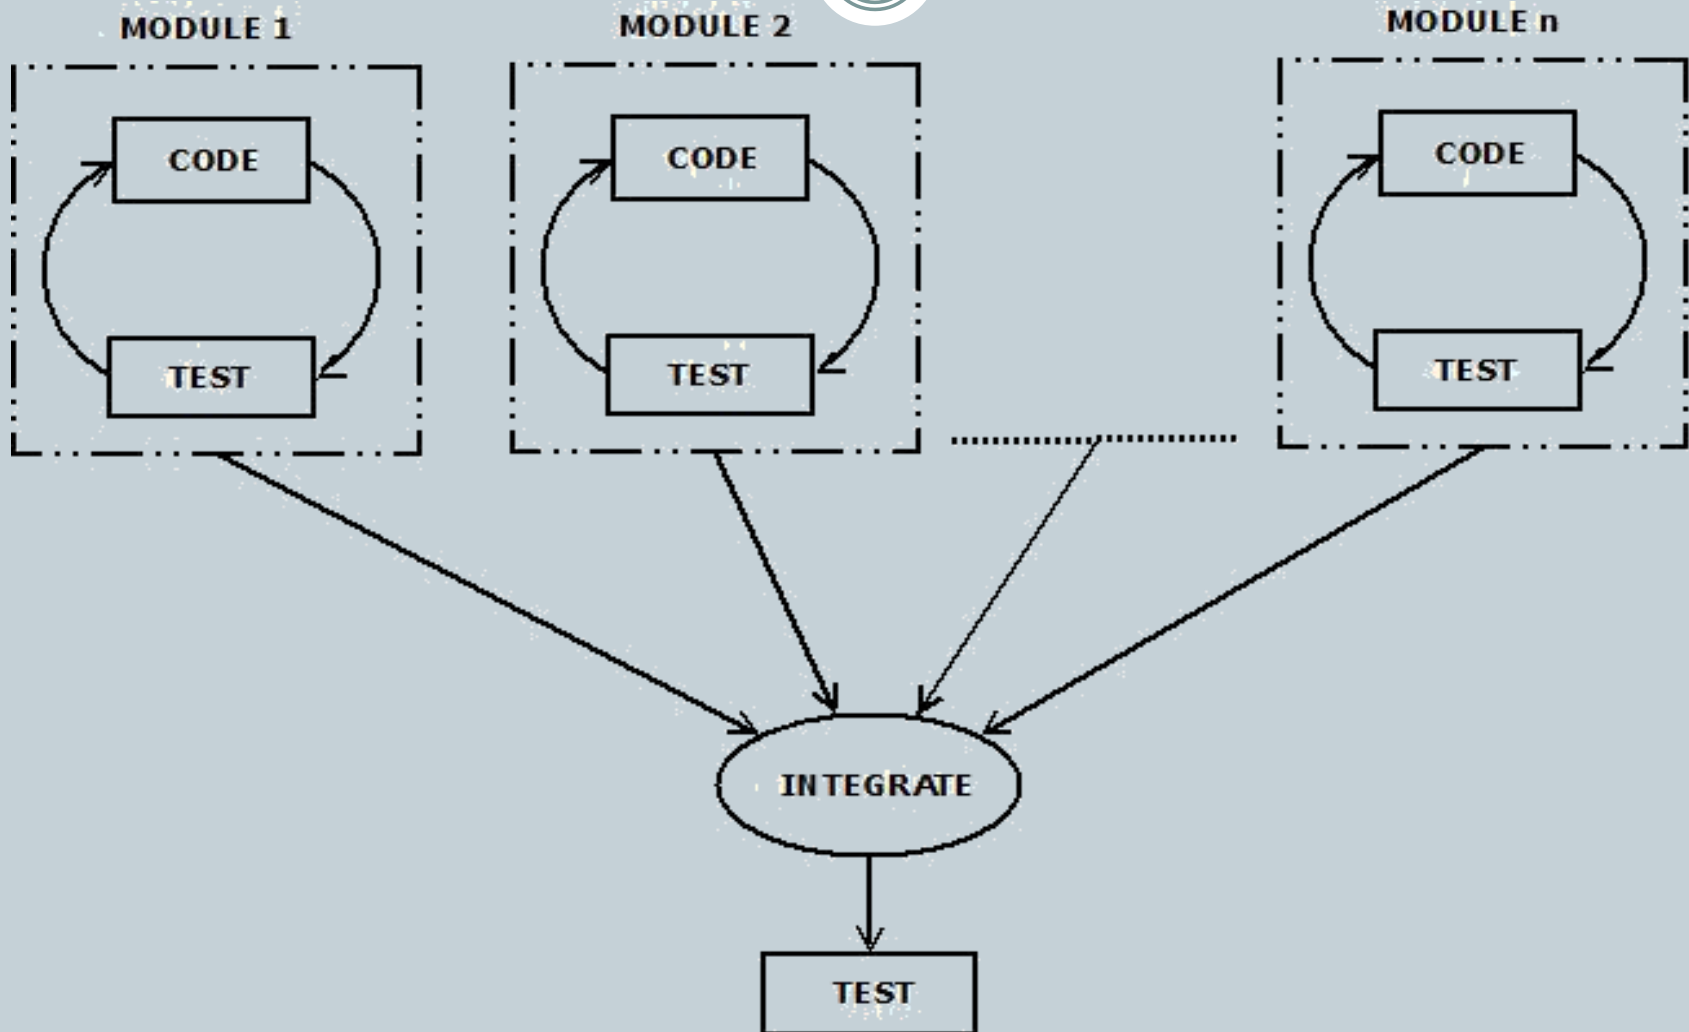 MODULE 1
MODULE 2
MODULE n
CODE
CODE
CODE
TEST
TEST
TEST
INTEGRATE
TEST